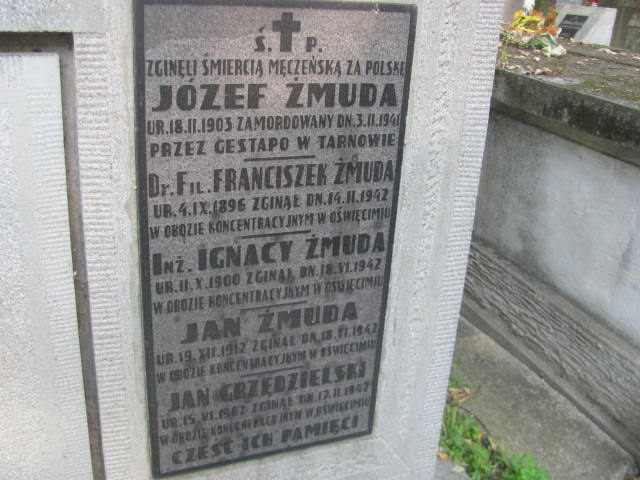 Ś. P.
ZGINĘLI ŚMIERCIĄ MĘCZEŃSKĄ ZA POLSKĘ
JÓZEF ŻMUDA
UR. 18.II.1903 ZAMORDOWANY DN. 3.II.1941
PRZEZ GESTAPO W TARNOWIE
Dr. Fil. FRANCISZEK ŻMUDA
UR. 4.IX.1896 ZGINĄŁ DN. 14.II.1942
W OBOZIE KONCENTRACYJNYM W OŚWIĘCIMIU
Inż. IGNACY ŻMUDA
UR. 11.X.1900 ZGINĄŁ DN. 18.VI.1942
W OBOZIE KONCENTRACYJNYM W OŚWIĘCIMIU
JAN ŻMUDA
UR. 19.XII.1912 ZGINĄŁ DN. 18.VI.1942
W OBOZIE KONCENTRACYJNYM W OŚWIĘCIMIU
JAN GRZĘDZIELSKI
UR. 15.VI.1907 ZGINĄŁ DN. 17.II.1942
W OBOZIE KONCENTRACYJNYM W OŚWIĘCIMIU
CZEŚĆ ICH PAMIĘCI